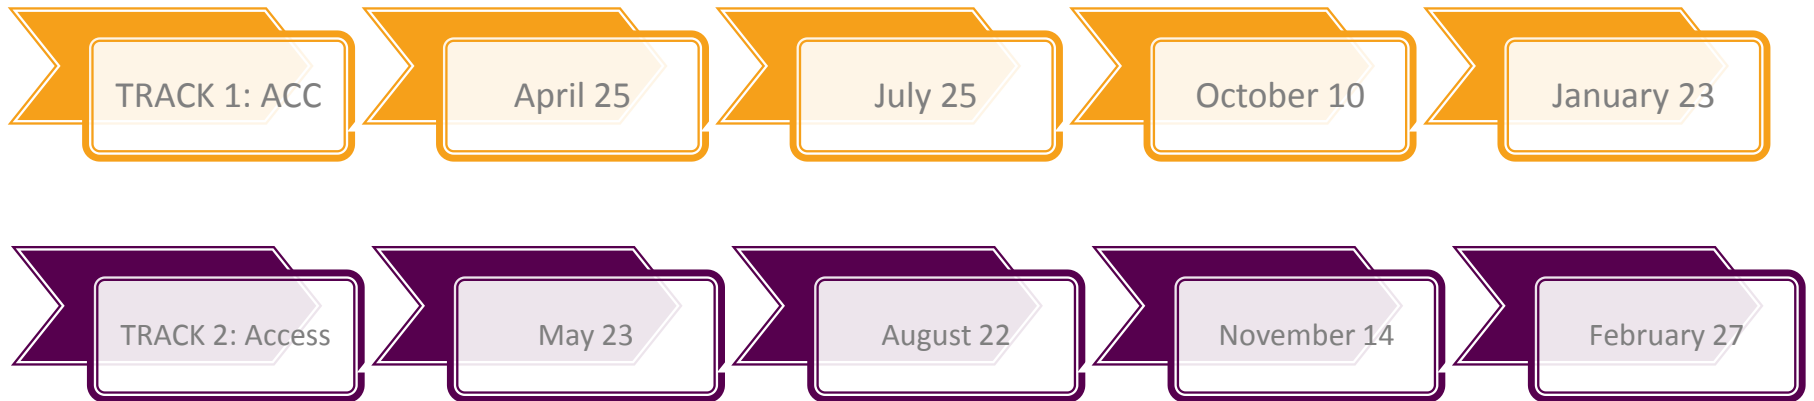 TRACK 1: ACC
April 25
July 25
October 10
January 23
TRACK 2: Access
May 23
August 22
November 14
February 27